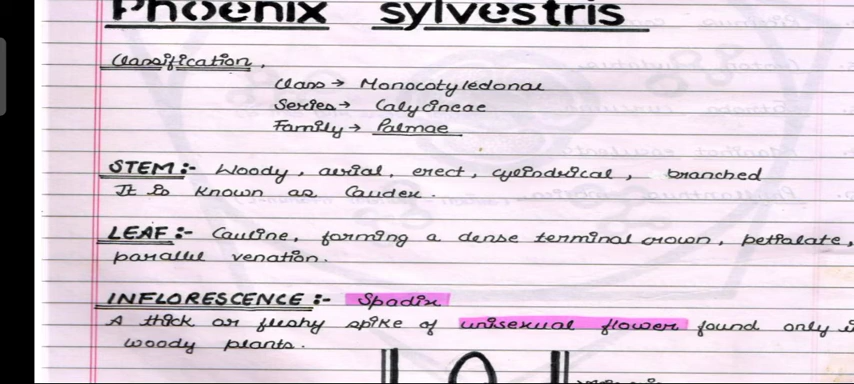 Phoenix sylvestris
Classification.
Class → Monocotyledonae
Series → Calycineae
Family → Palmae
STEM:- Woody, aerial, erect, cylindrical, branched
It is known as Caudex.
LEAF:- Cauline, forming a dense terminal crown, petiolate,
parallel venation.
INFLORESCENCE:- Spadix
A thick or fleshy spike of unisexual flower found only i
woody plants.